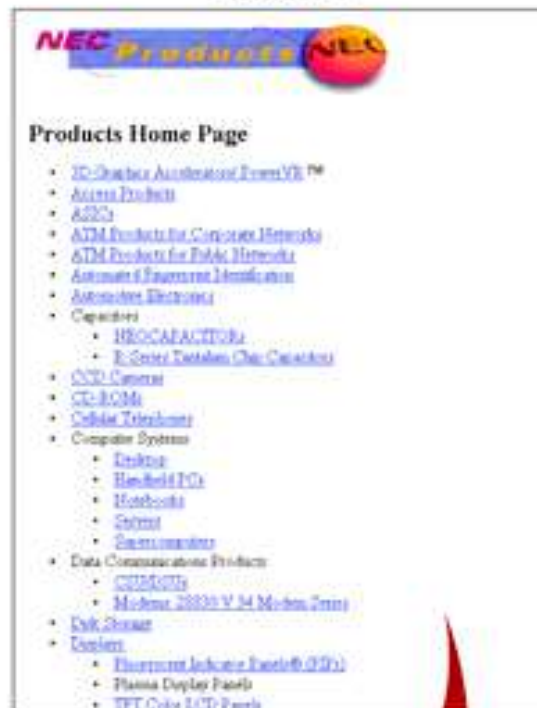 NEC Products NEC
Products Home Page
3D Graphics Accelerators/ PowerVR ™
Access Products
ASICs
ATM Products for Corporate Networks
ATM Products for Public Networks
Automated Fingerprint Identification
Automotive Electronics
Capacitors
NEOCAPACITORs
R-Series Tantalum Chip Capacitors
CCD Cameras
CD-ROMs
Cellular Telephones
Computer Systems
Desktop
Handheld PCs
Notebooks
Servers
Supercomputers
Data Communications Products
CSU/DSUs
Modems: V.34 Modem Series
Disk Storage
Displays
Fluorescent Indicator Panels® (FIPs)
Plasma Display Panels
TFT Color LCD Panels